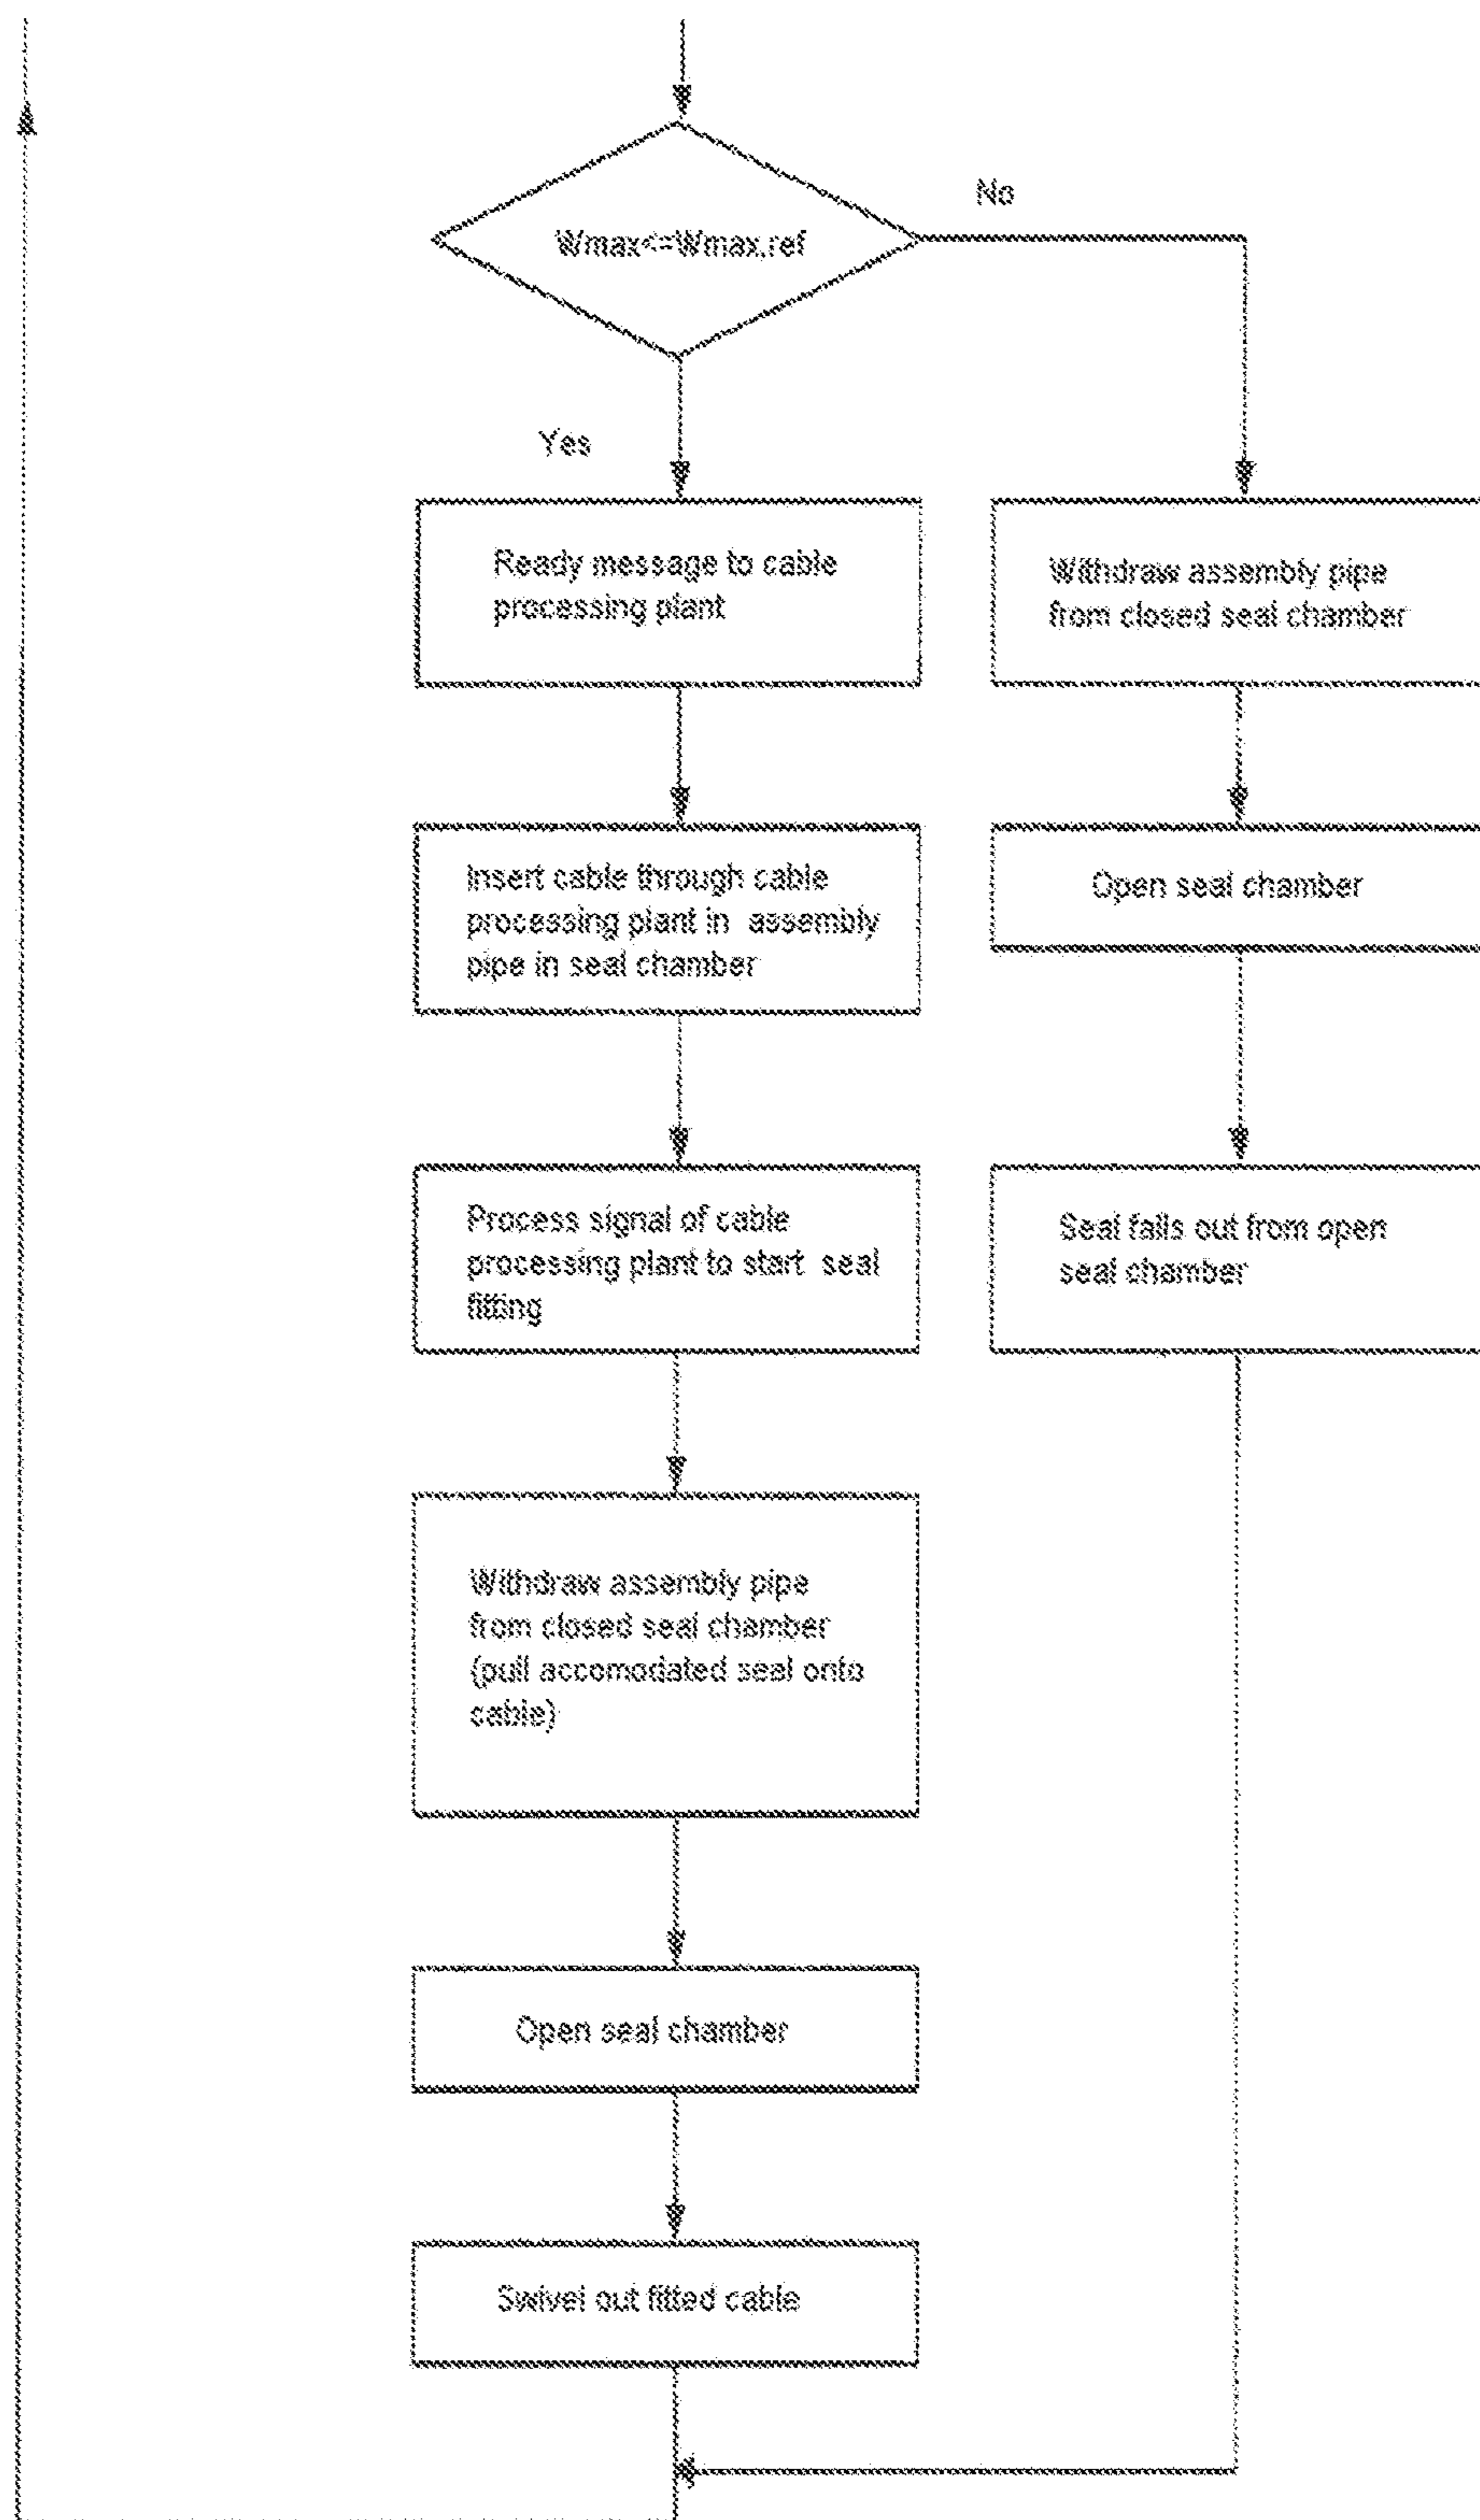 No
Wmax<=Wmax,ref
Yes
Ready message to cable
processing plant
Withdraw assembly pipe
from closed seal chamber
Insert cable through cable
processing plant in assembly
pipe in seal chamber
Open seal chamber
Process signal of cable
processing plant to start seal
fitting
Seal falls out from open
seal chamber
Withdraw assembly pipe
from closed seal chamber
(pull accomodated seal onto
cable)
Open seal chamber
Swivel out fitted cable